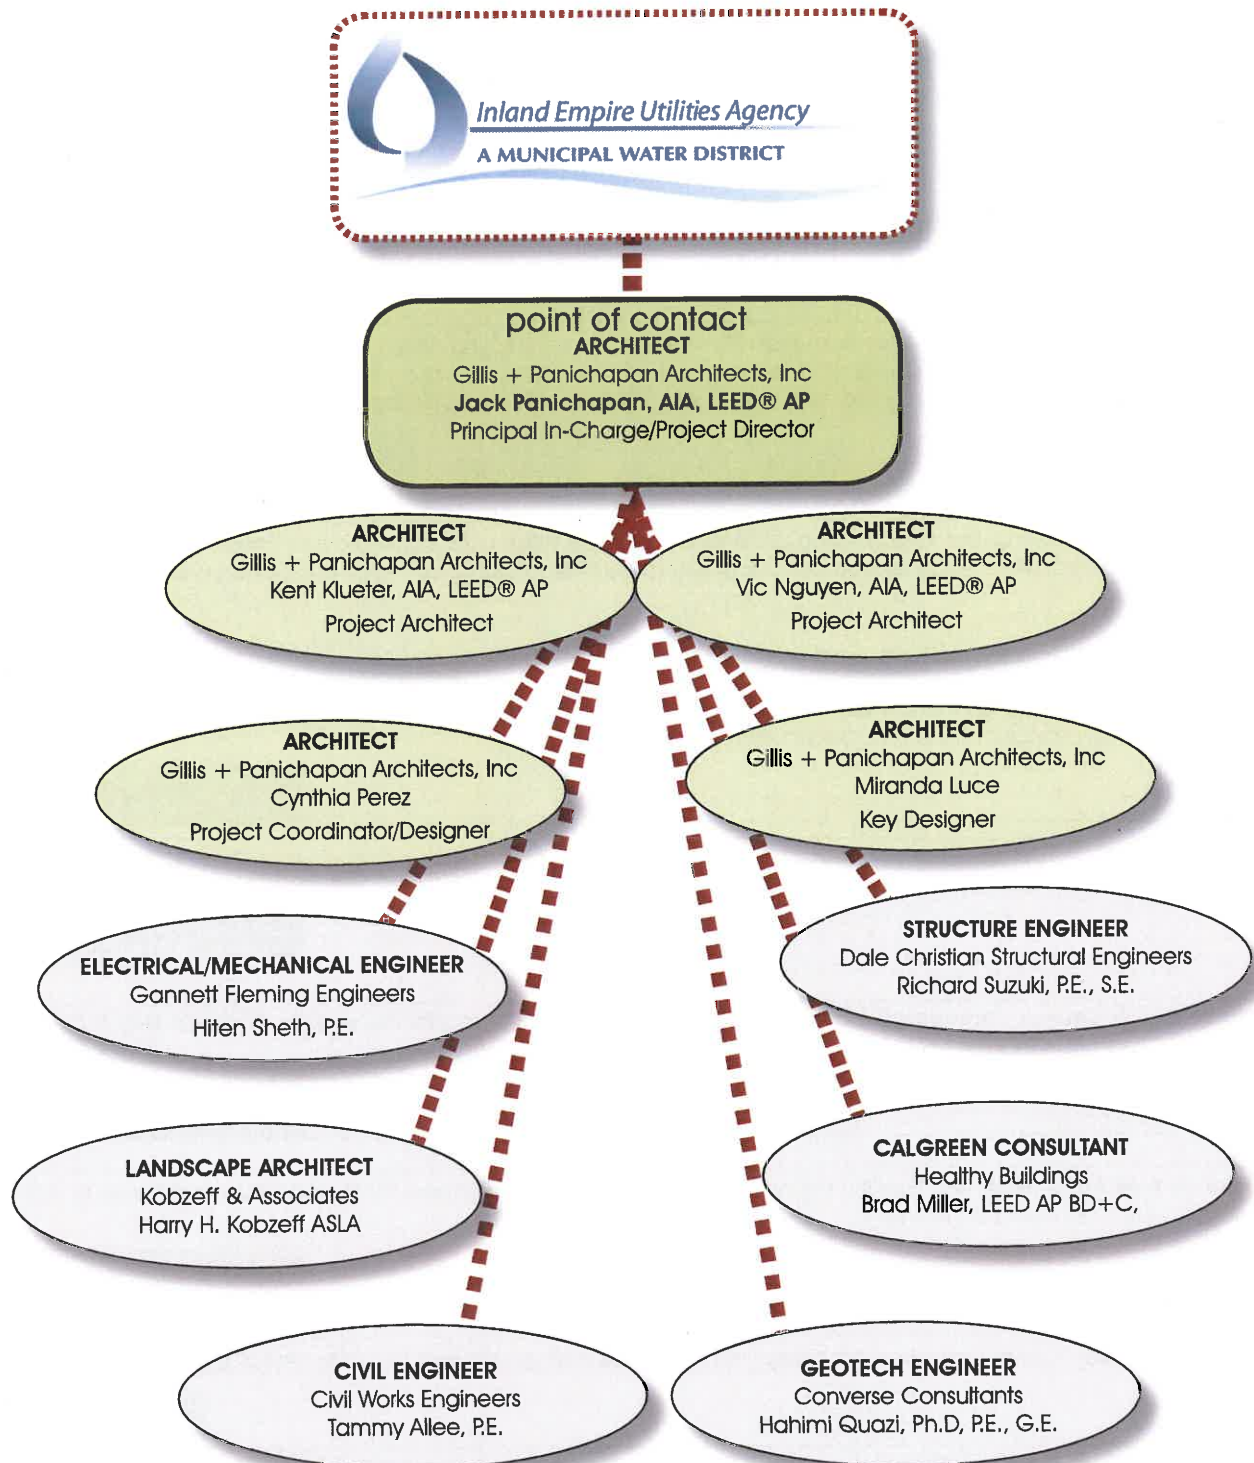 Inland Empire Utilities Agency
A MUNICIPAL WATER DISTRICT
point of contact
ARCHITECT
Gillis + Panichapan Architects, Inc
Jack Panichapan, AIA, LEED® AP
Principal In-Charge/Project Director
ARCHITECT
Gillis + Panichapan Architects, Inc
Kent Klueter, AIA, LEED® AP
Project Architect
ARCHITECT
Gillis + Panichapan Architects, Inc
Vic Nguyen, AIA, LEED® AP
Project Architect
ARCHITECT
Gillis + Panichapan Architects, Inc
Cynthia Perez
Project Coordinator/Designer
ARCHITECT
Gillis + Panichapan Architects, Inc
Miranda Luce
Key Designer
ELECTRICAL/MECHANICAL ENGINEER
Gannett Fleming Engineers
Hiten Sheth, P.E.
STRUCTURE ENGINEER
Dale Christian Structural Engineers
Richard Suzuki, P.E., S.E.
LANDSCAPE ARCHITECT
Kobzeff & Associates
Harry H. Kobzeff ASLA
CALGREEN CONSULTANT
Healthy Buildings
Brad Miller, LEED AP BD+C,
CIVIL ENGINEER
Civil Works Engineers
Tammy Allee, P.E.
GEOTECH ENGINEER
Converse Consultants
Hahimi Quazi, Ph.D, P.E., G.E.